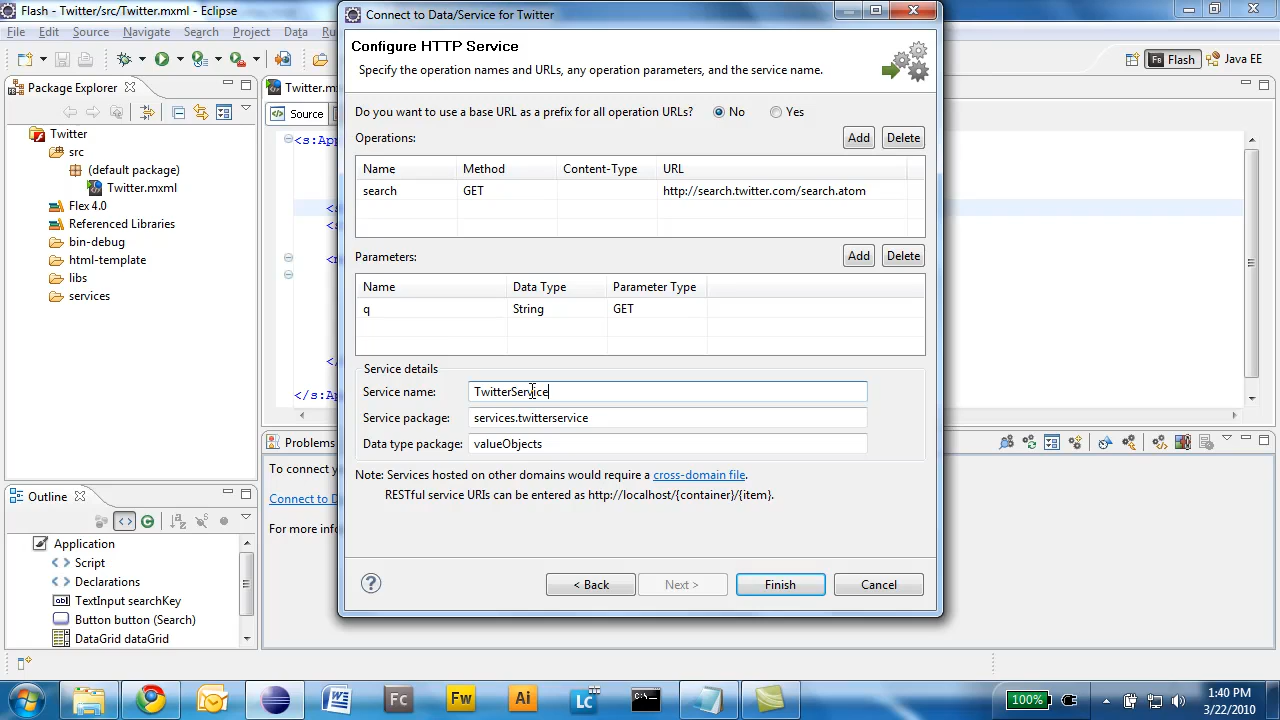 Flash - Twitter/src/Twitter.mxml - Eclipse
File Edit Source Navigate Search Project Data Ru
Flash
Java EE
Package Explorer
Twitter
src
(default package)
Twitter.mxml
Flex 4.0
Referenced Libraries
bin-debug
html-template
libs
services
Outline
Application
Script
Declarations
TextInput searchKey
Button button (Search)
DataGrid dataGrid
Twitter.m
Source
<s:App
<s
<s
</s:A
Problems
To connect
Connect to D
For more inf
Connect to Data/Service for Twitter
Configure HTTP Service
Specify the operation names and URLs, any operation parameters, and the service name.
Do you want to use a base URL as a prefix for all operation URLs? No Yes
Operations: Add Delete
Name Method Content-Type URL
search GET http://search.twitter.com/search.atom
Parameters: Add Delete
Name Data Type Parameter Type
q String GET
Service details
Service name: TwitterService
Service package: services.twitterservice
Data type package: valueObjects
Note: Services hosted on other domains would require a cross-domain file.
RESTful service URIs can be entered as http://localhost/{container}/{item}.
? < Back Next > Finish Cancel
Fc Fw Ai Lc
100%
1:40 PM
3/22/2010